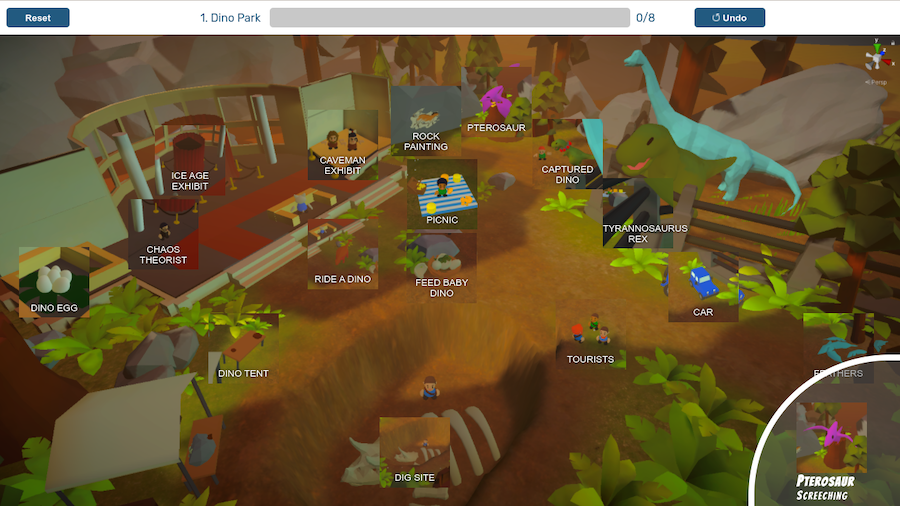 Reset
1. Dino Park
0/8
↺ Undo
y
x
< Persp
PTEROSAUR
ROCK
PAINTING
CAVEMAN
EXHIBIT
ICE AGE
EXHIBIT
CAPTURED
DINO
PICNIC
TYRANNOSAURUS
REX
CHAOS
THEORIST
RIDE A DINO
FEED BABY
DINO
DINO EGG
CAR
TOURISTS
DINO TENT
FEATHERS
DIG SITE
PTEROSAUR
SCREECHING